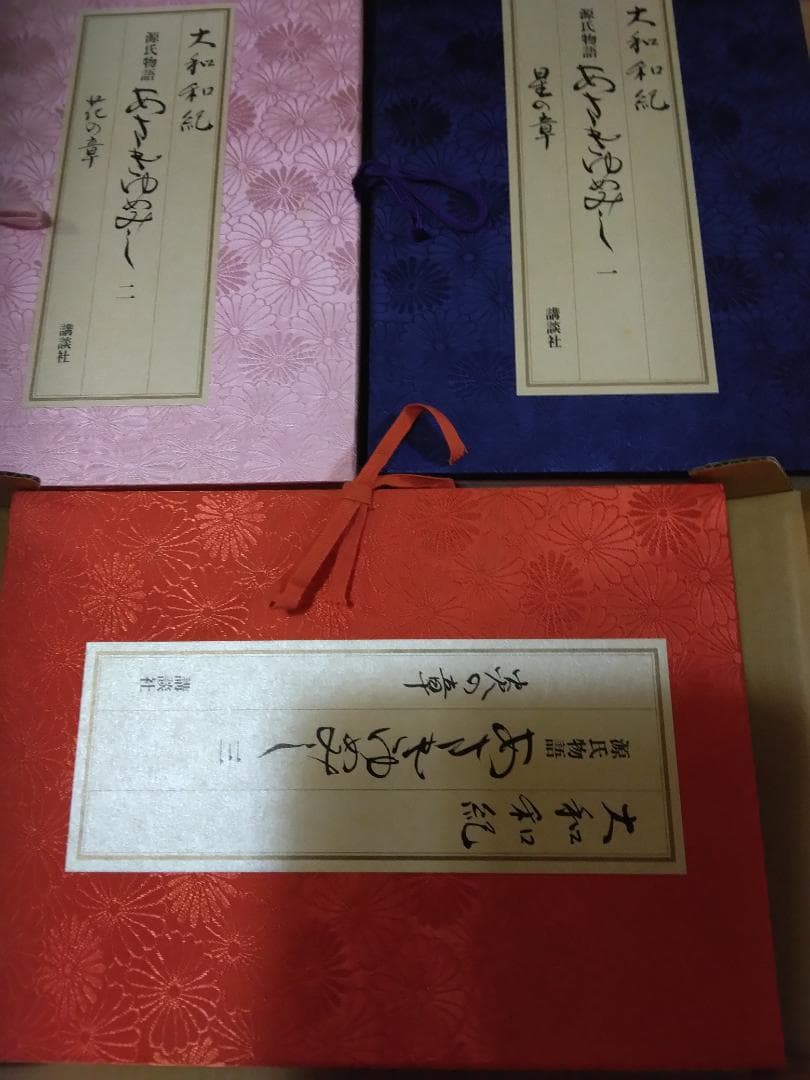 大和和紀
源氏物語
あさきゆめみし 二
花の章
講談社
大和和紀
源氏物語
あさきゆめみし 一
星の章
講談社
大和和紀
源氏物語
あさきゆめみし 三
炎の章
講談社